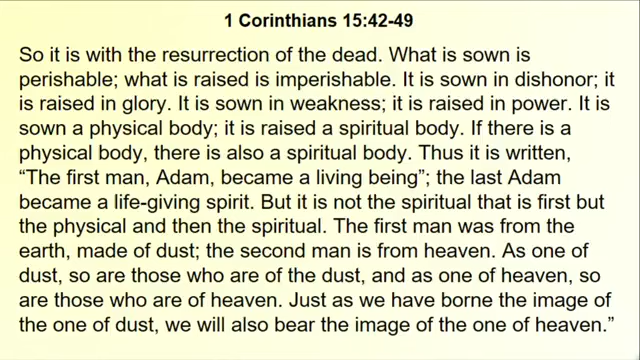 1 Corinthians 15:42-49
So it is with the resurrection of the dead. What is sown is
perishable; what is raised is imperishable. It is sown in dishonor; it
is raised in glory. It is sown in weakness; it is raised in power. It is
sown a physical body; it is raised a spiritual body. If there is a
physical body, there is also a spiritual body. Thus it is written,
“The first man, Adam, became a living being”; the last Adam
became a life-giving spirit. But it is not the spiritual that is first but
the physical and then the spiritual. The first man was from the
earth, made of dust; the second man is from heaven. As one of
dust, so are those who are of the dust, and as one of heaven, so
are those who are of heaven. Just as we have borne the image of
the one of dust, we will also bear the image of the one of heaven.”